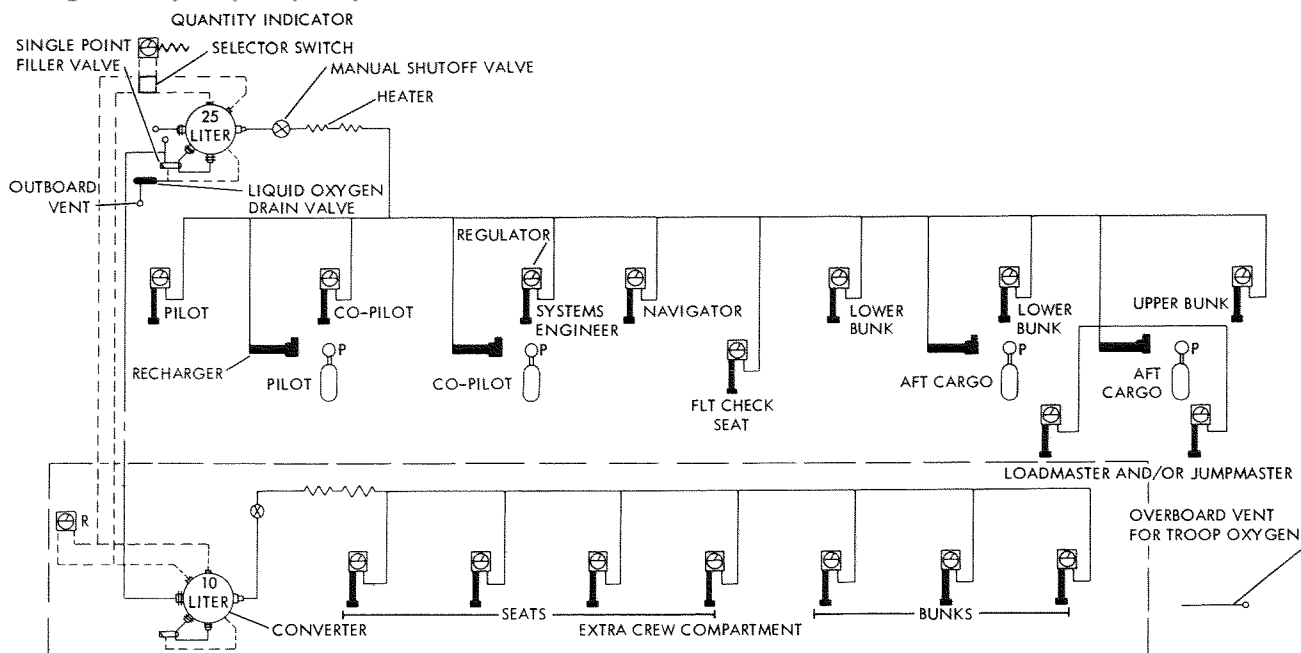 QUANTITY INDICATOR
SINGLE POINT
FILLER VALVE
SELECTOR SWITCH
MANUAL SHUTOFF VALVE
HEATER
25
LITER
OUTBOARD
VENT
LIQUID OXYGEN
DRAIN VALVE
REGULATOR
PILOT
CO-PILOT
SYSTEMS
ENGINEER
NAVIGATOR
LOWER
BUNK
LOWER
BUNK
UPPER BUNK
RECHARGER
P
PILOT
P
CO-PILOT
FLT CHECK
SEAT
P
AFT CARGO
P
AFT
CARGO
LOADMASTER AND/OR JUMPMASTER
R
OVERBOARD VENT
FOR TROOP OXYGEN
10
LITER
CONVERTER
SEATS
EXTRA CREW COMPARTMENT
BUNKS